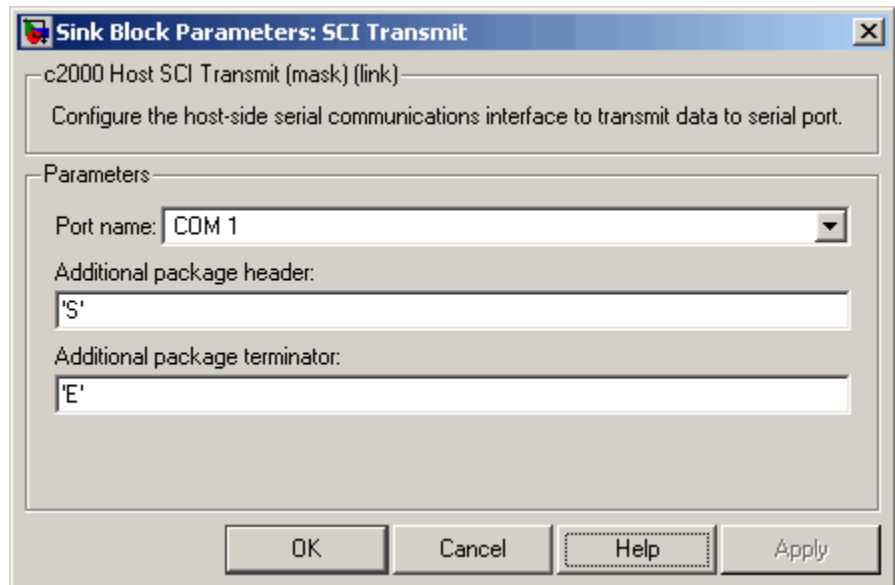 Sink Block Parameters: SCI Transmit
c2000 Host SCI Transmit (mask) (link)
Configure the host-side serial communications interface to transmit data to serial port.
Parameters
Port name: COM 1
Additional package header:
'S'
Additional package terminator:
'E'
OK Cancel Help Apply